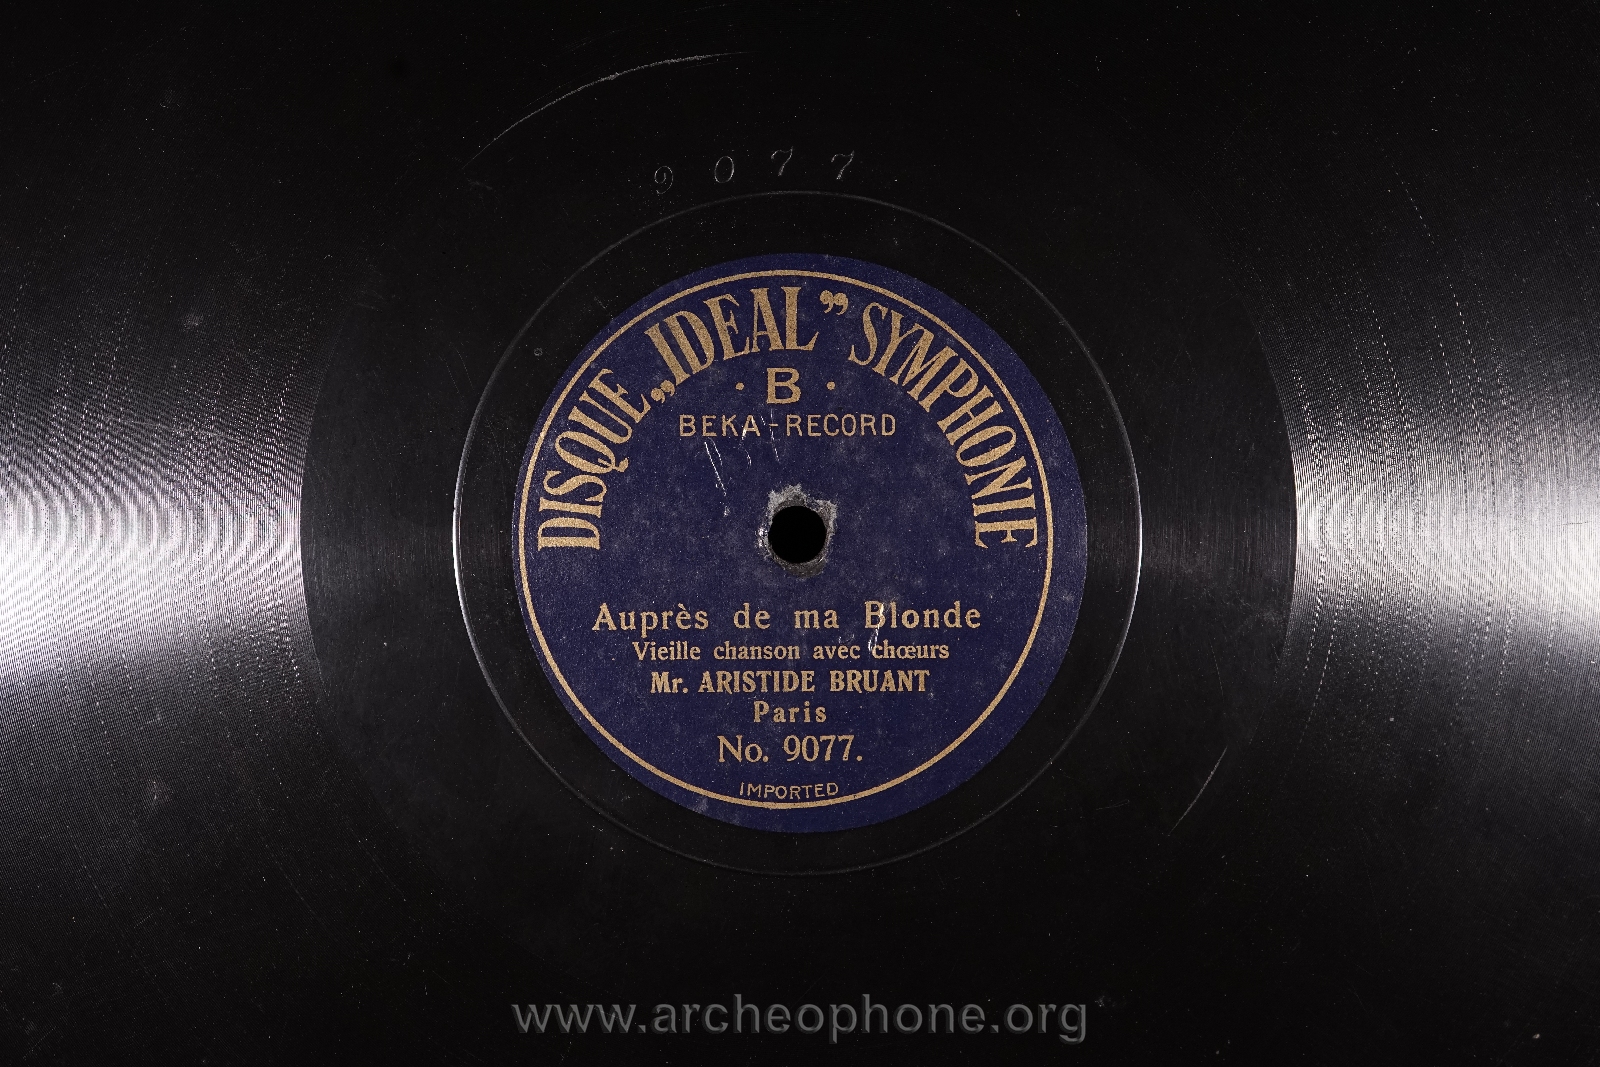 9077
DISQUE „IDEAL” SYMPHONIE
· B ·
BEKA-RECORD
Auprès de ma Blonde
Vieille chanson avec chœurs
Mr. ARISTIDE BRUANT
Paris
No. 9077.
IMPORTED
www.archeophone.org